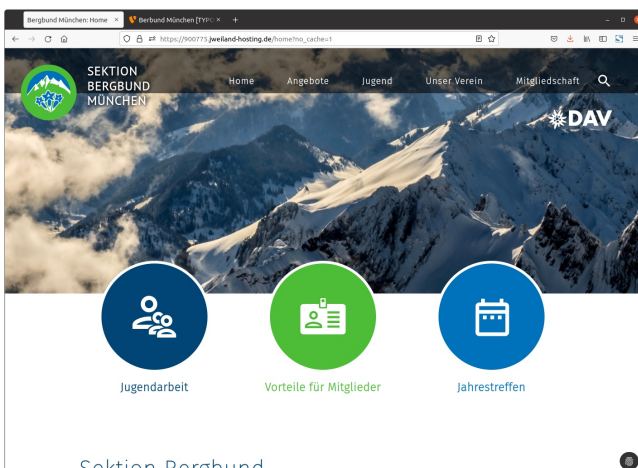 Bergbund München: Home ×
Berbund München [TYPO ×
https://900775.jweiland-hosting.de/home?no_cache=1
SEKTION
BERGBUND
MÜNCHEN
Home Angebote Jugend Unser Verein Mitgliedschaft
DAV
Jugendarbeit Vorteile für Mitglieder Jahrestreffen
Sektion Bergbund